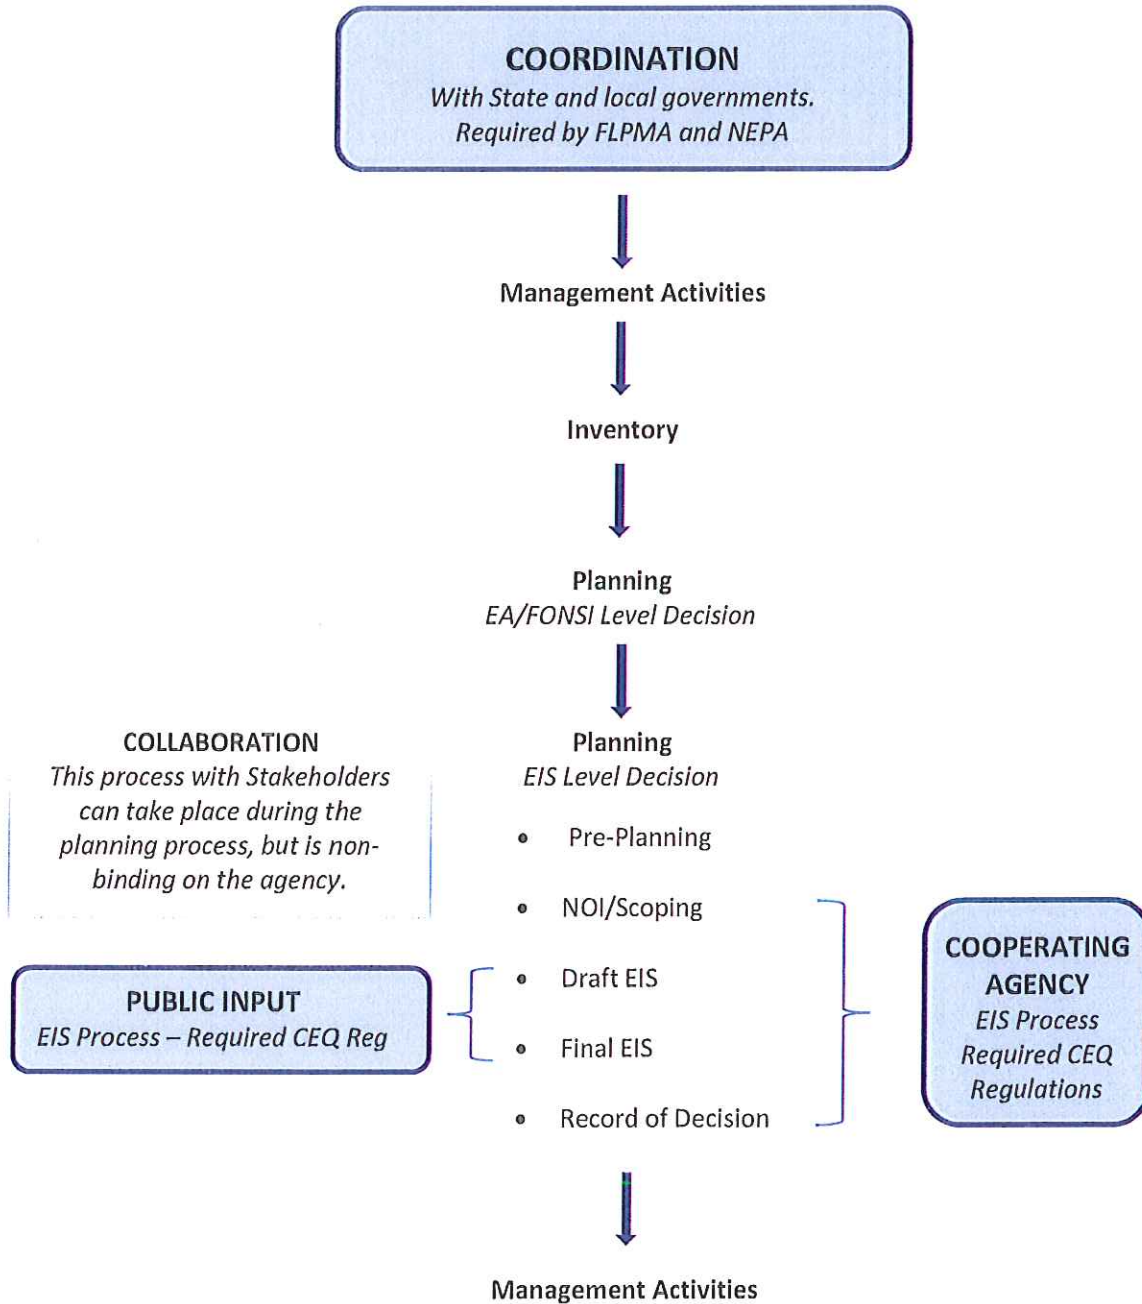 COORDINATION
With State and local governments.
Required by FLPMA and NEPA
Management Activities
Inventory
Planning
EA/FONSI Level Decision
COLLABORATION
This process with Stakeholders
can take place during the
planning process, but is non-
binding on the agency.
Planning
EIS Level Decision
• Pre-Planning
• NOI/Scoping
• Draft EIS
• Final EIS
• Record of Decision
PUBLIC INPUT
EIS Process – Required CEQ Reg
COOPERATING
AGENCY
EIS Process
Required CEQ
Regulations
Management Activities